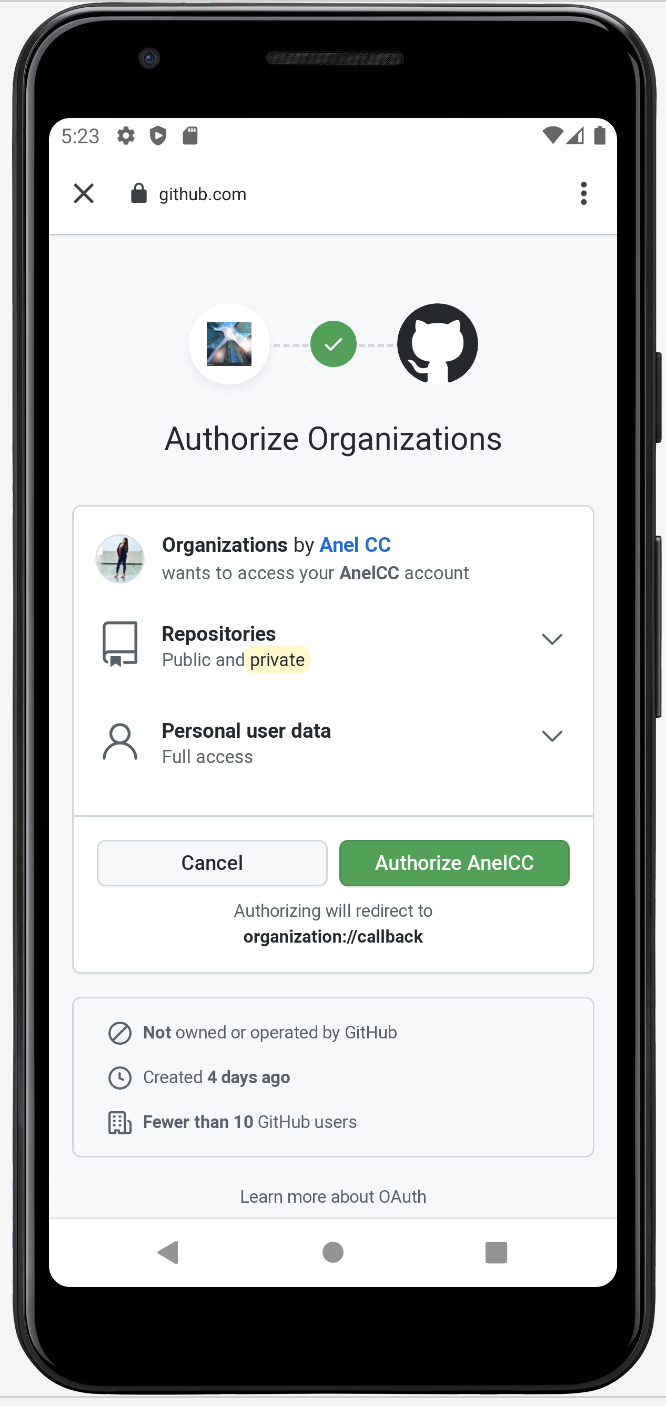 5:23
github.com
Authorize Organizations
Organizations by Anel CC
wants to access your AnelCC account
Repositories
Public and private
Personal user data
Full access
Cancel
Authorize AnelCC
Authorizing will redirect to
organization://callback
Not owned or operated by GitHub
Created 4 days ago
Fewer than 10 GitHub users
Learn more about OAuth